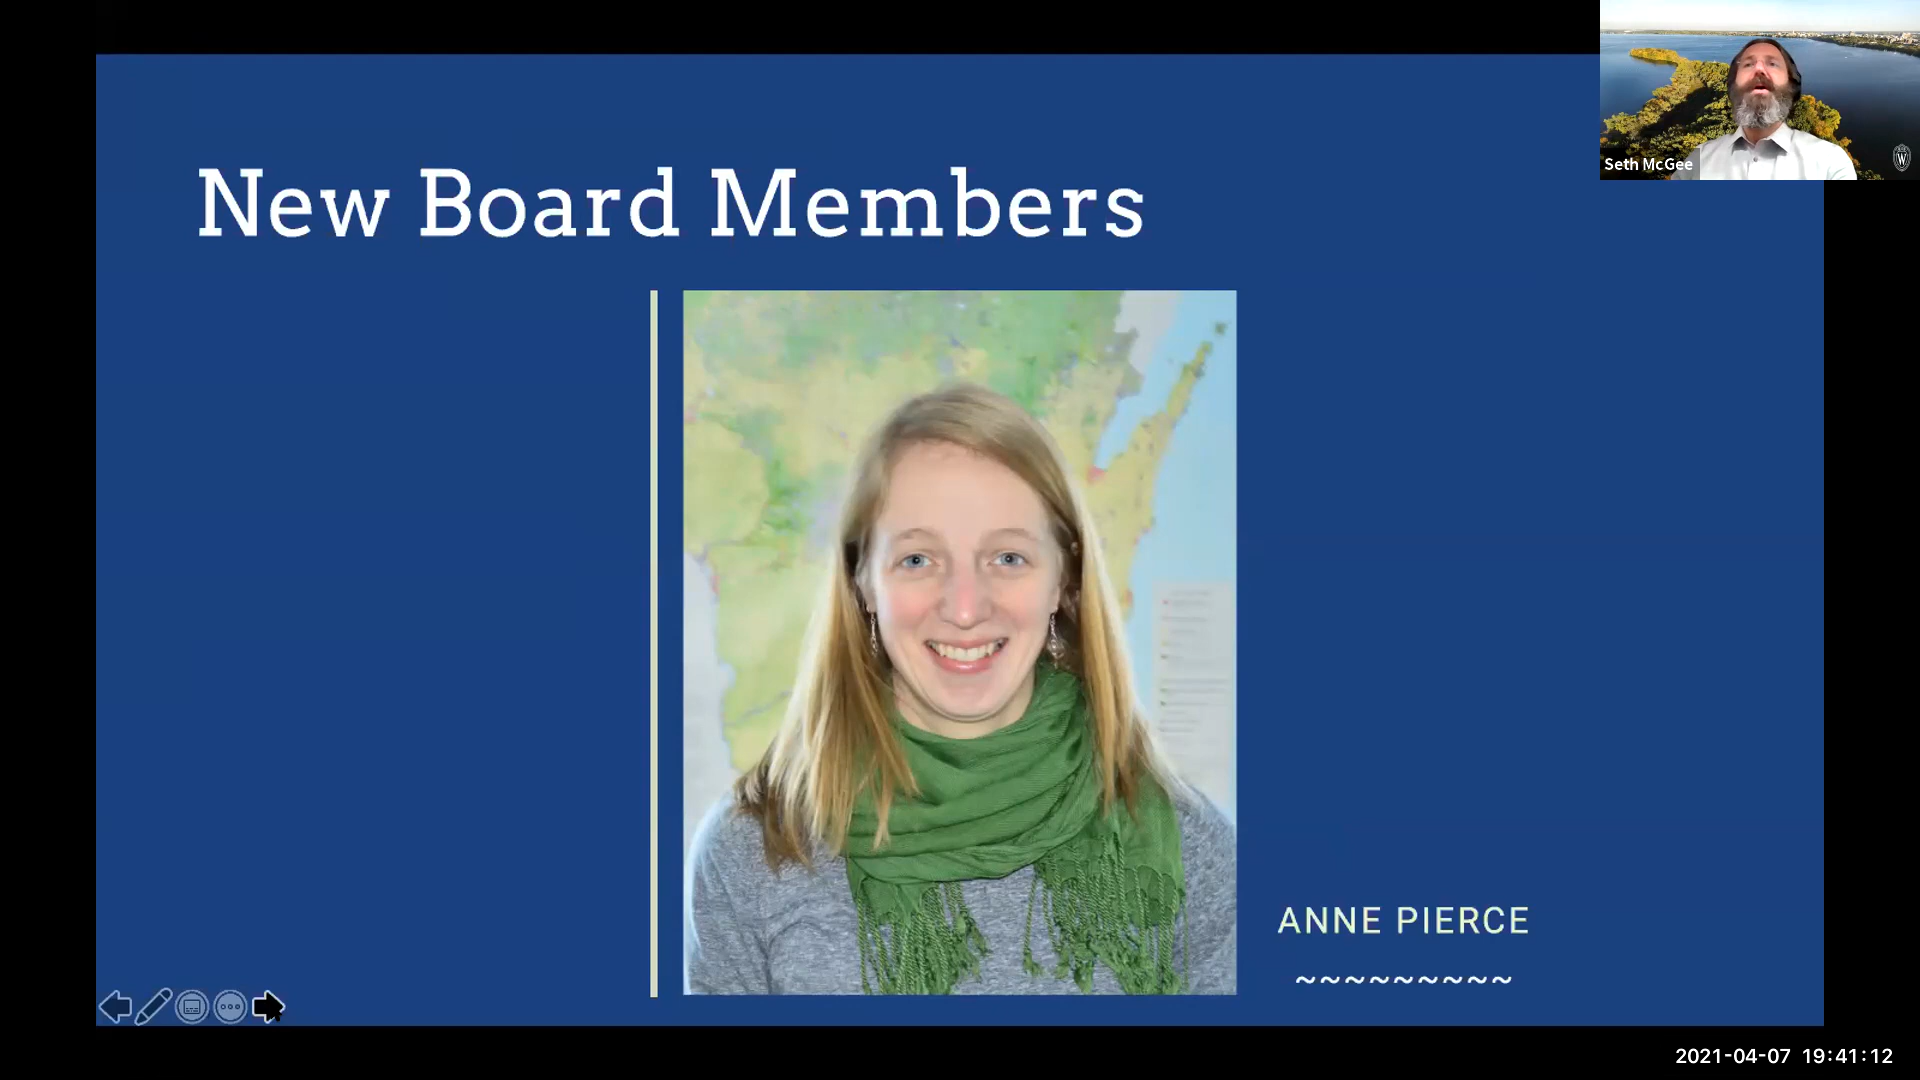 New Board Members
Seth McGee
W
ANNE PIERCE
~~~~~~~~~
2021-04-07 19:41:12